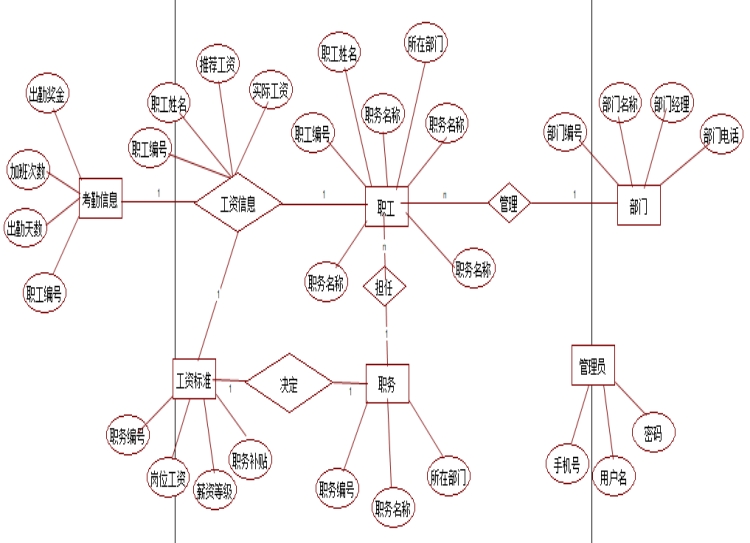 所在部门
职工姓名
推荐工资
出勤奖金
职工姓名
实际工资
职务名称
职务名称
部门名称
部门经理
职工编号
职工编号
部门编号
部门电话
加班次数
考勤信息
1
工资信息
1
职工
n
管理
1
部门
出勤天数
n
职务名称
职务名称
职工编号
1
担任
1
工资标准
1
决定
1
职务
管理员
职务编号
职务补贴
密码
岗位工资
薪资等级
职务编号
职务名称
所在部门
手机号
用户名